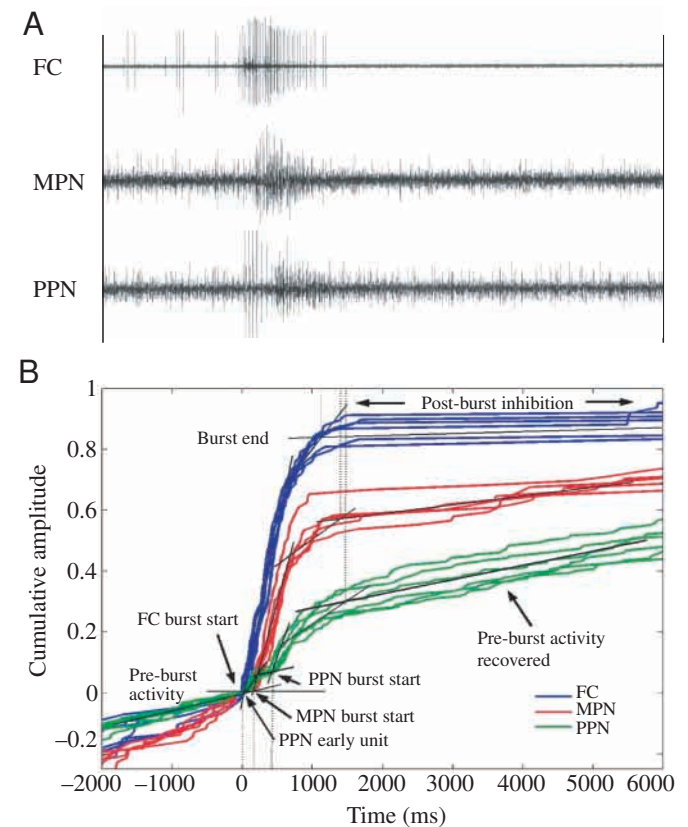 A
FC
MPN
PPN
B
1
0.8
0.6
0.4
0.2
0
−0.2
Cumulative amplitude
Post-burst inhibition
Burst end
FC burst start
Pre-burst
activity
PPN burst start
MPN burst start
PPN early unit
Pre-burst activity
recovered
FC
MPN
PPN
−2000 −1000 0 1000 2000 3000 4000 5000 6000
Time (ms)